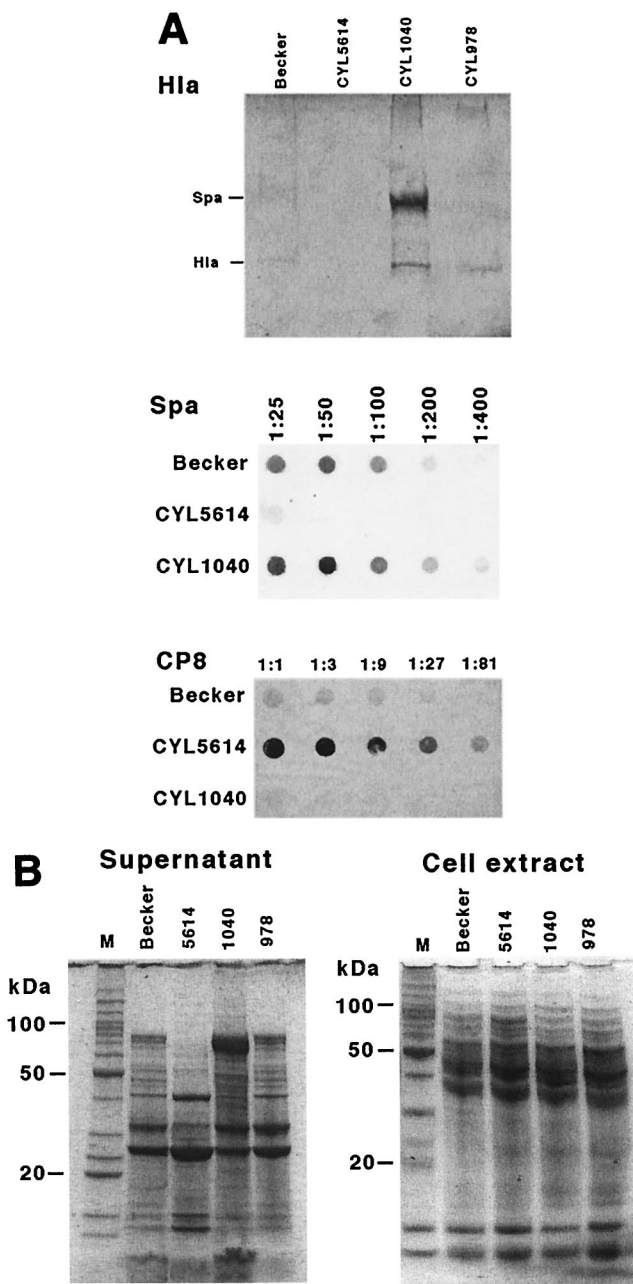 A
Hla
Becker
CYL5614
CYL1040
CYL978
Spa
Hla
Spa
1:25
1:50
1:100
1:200
1:400
Becker
CYL5614
CYL1040
CP8
1:1 1:3 1:9 1:27 1:81
Becker
CYL5614
CYL1040
B
Supernatant
M
Becker
5614
1040
978
kDa
100
50
20
Cell extract
M
Becker
5614
1040
978
kDa
100
50
20